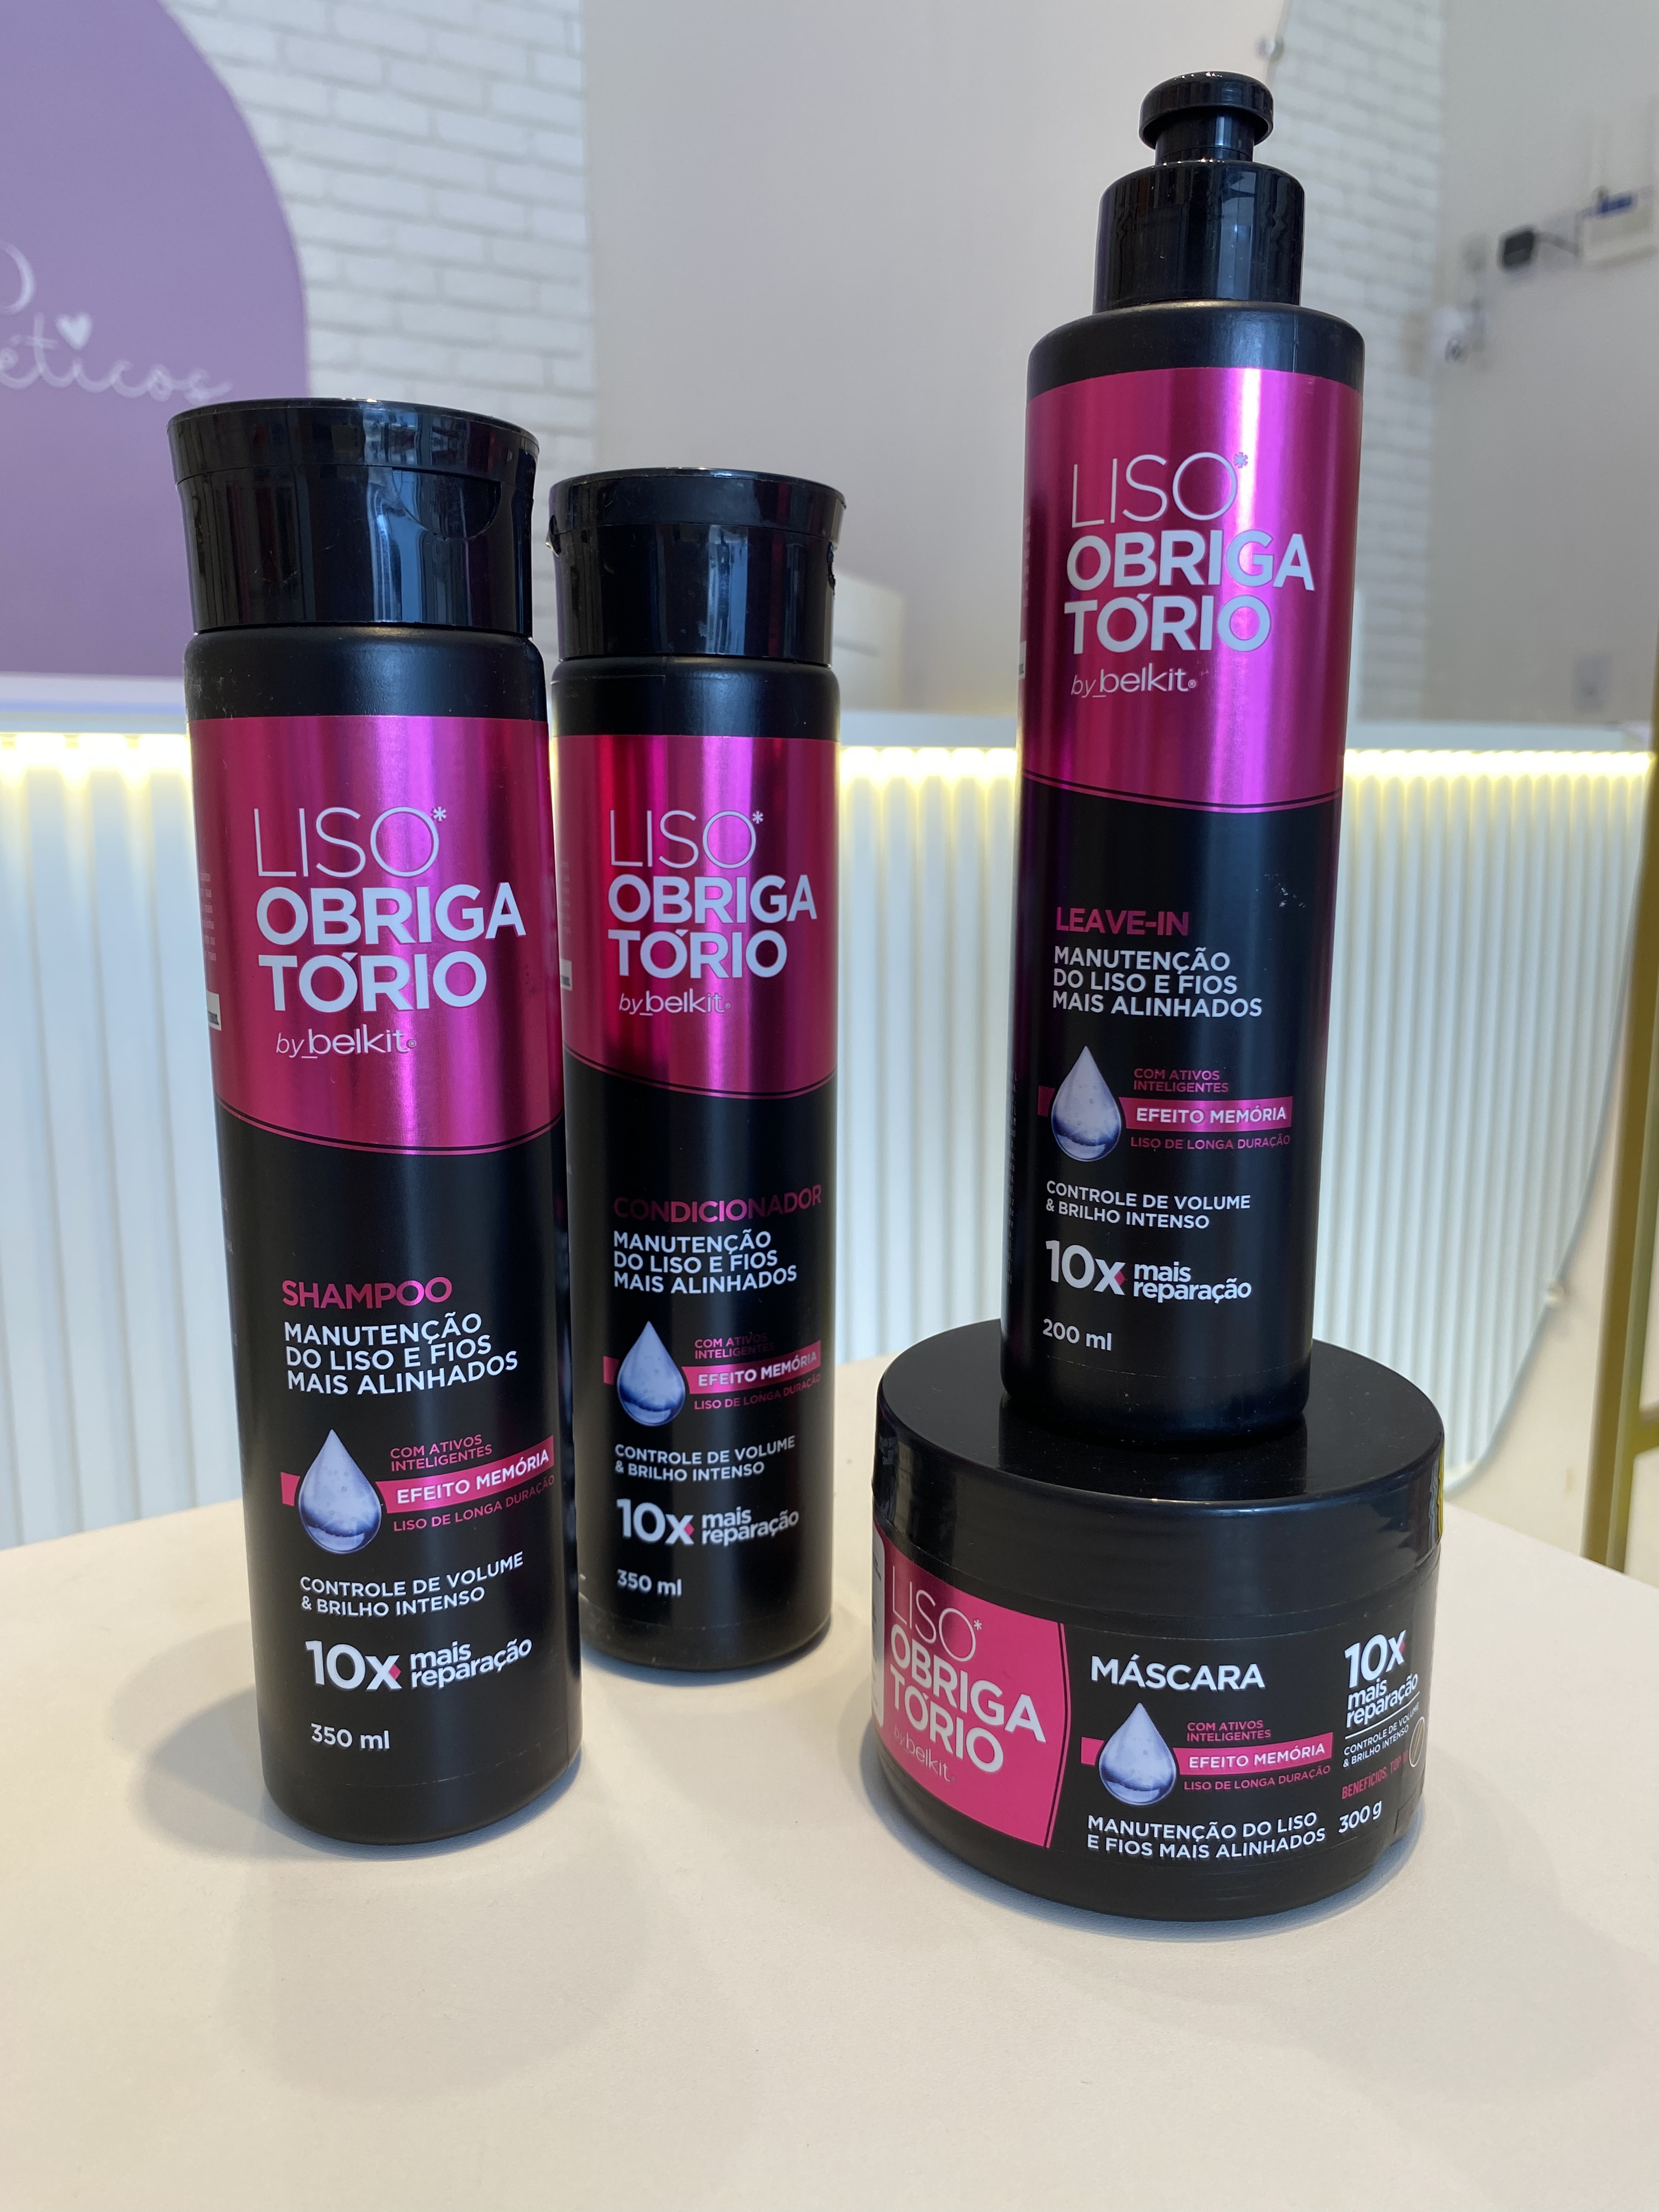 éticos
LISO*
OBRIGA
TÓRIO
by belkit®
SHAMPOO
MANUTENÇÃO
DO LISO E FIOS
MAIS ALINHADOS
COM ATIVOS
INTELIGENTES
EFEITO MEMÓRIA
LISO DE LONGA DURAÇÃO
CONTROLE DE VOLUME
& BRILHO INTENSO
10x mais
reparação
350 ml
LISO*
OBRIGA
TÓRIO
by belkit®
CONDICIONADOR
MANUTENÇÃO
DO LISO E FIOS
MAIS ALINHADOS
COM ATIVOS
INTELIGENTES
EFEITO MEMÓRIA
LISO DE LONGA DURAÇÃO
CONTROLE DE VOLUME
& BRILHO INTENSO
10x mais
reparação
350 ml
LISO*
OBRIGA
TÓRIO
by belkit®
LEAVE-IN
MANUTENÇÃO
DO LISO E FIOS
MAIS ALINHADOS
COM ATIVOS
INTELIGENTES
EFEITO MEMÓRIA
LISO DE LONGA DURAÇÃO
CONTROLE DE VOLUME
& BRILHO INTENSO
10x mais
reparação
200 ml
LISO*
OBRIGA
TÓRIO
by belkit
MÁSCARA
COM ATIVOS
INTELIGENTES
EFEITO MEMÓRIA
LISO DE LONGA DURAÇÃO
MANUTENÇÃO DO LISO
E FIOS MAIS ALINHADOS
10x
mais
reparação
CONTROLE DE VOLUME
& BRILHO INTENSO
BENEFÍCIOS
300 g